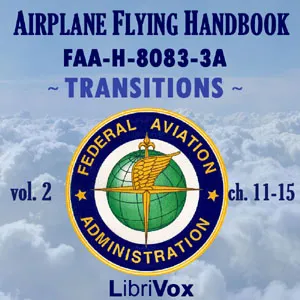 AIRPLANE FLYING HANDBOOK
FAA-H-8083-3A
~ TRANSITIONS ~
FEDERAL AVIATION
ADMINISTRATION
vol. 2
ch. 11-15
LibriVox